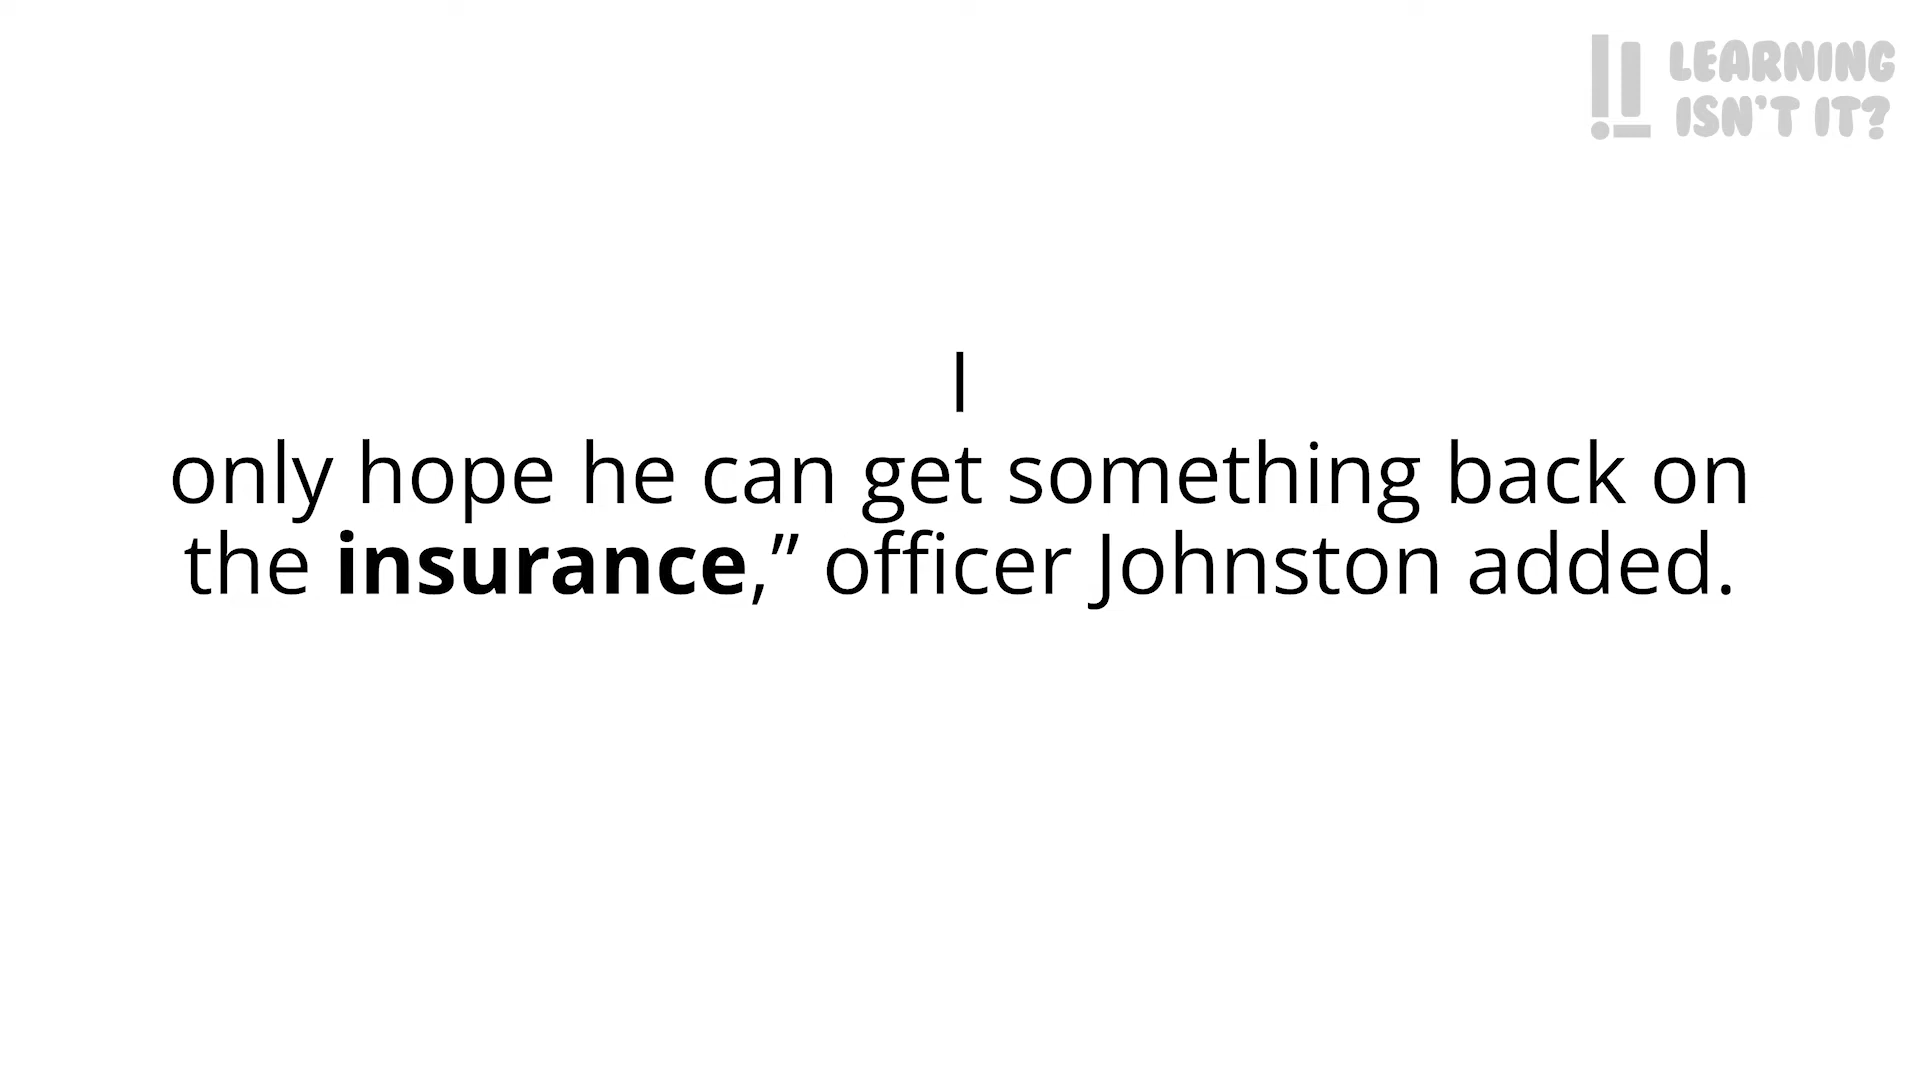 LEARNING
ISN'T IT?
I
only hope he can get something back on
the insurance,” officer Johnston added.